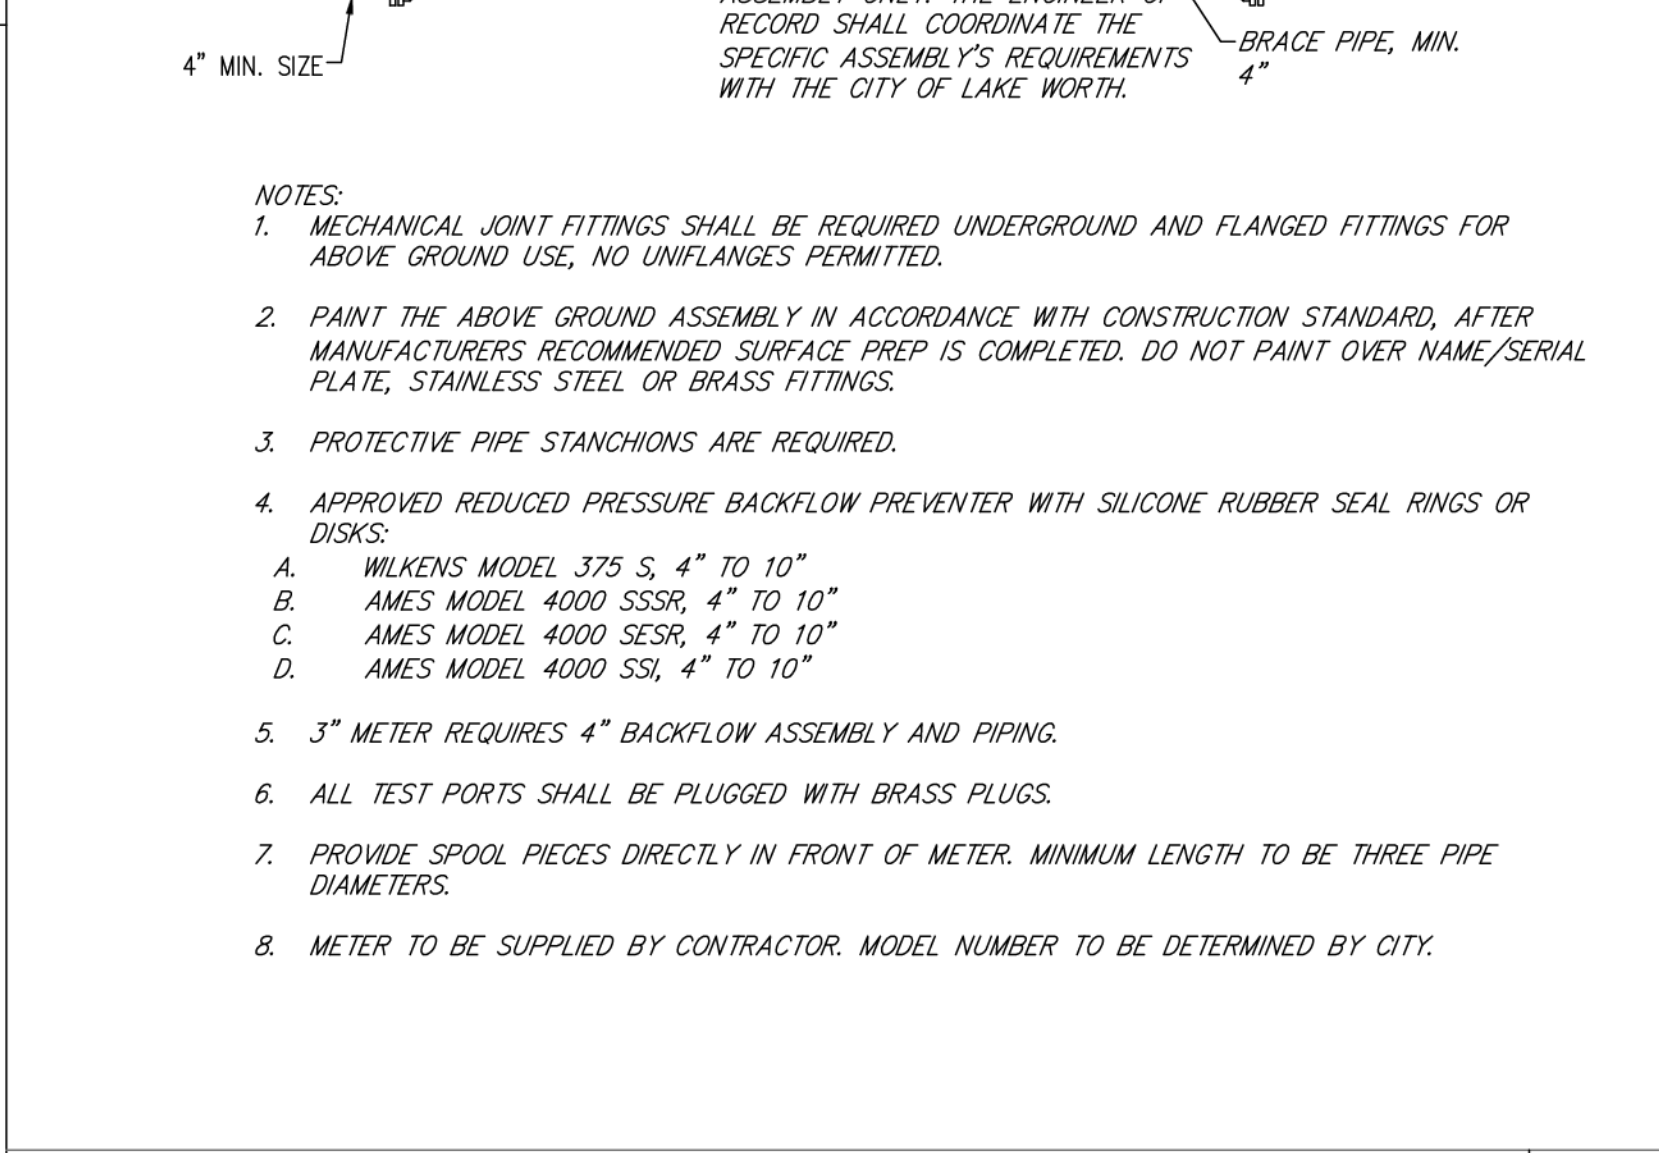 4" MIN. SIZE
RECORD SHALL COORDINATE THE
SPECIFIC ASSEMBLY'S REQUIREMENTS
WITH THE CITY OF LAKE WORTH.
BRACE PIPE, MIN.
4"
NOTES:
1. MECHANICAL JOINT FITTINGS SHALL BE REQUIRED UNDERGROUND AND FLANGED FITTINGS FOR
ABOVE GROUND USE, NO UNIFLANGES PERMITTED.
2. PAINT THE ABOVE GROUND ASSEMBLY IN ACCORDANCE WITH CONSTRUCTION STANDARD, AFTER
MANUFACTURERS RECOMMENDED SURFACE PREP IS COMPLETED. DO NOT PAINT OVER NAME/SERIAL
PLATE, STAINLESS STEEL OR BRASS FITTINGS.
3. PROTECTIVE PIPE STANCHIONS ARE REQUIRED.
4. APPROVED REDUCED PRESSURE BACKFLOW PREVENTER WITH SILICONE RUBBER SEAL RINGS OR
DISKS:
A. WILKENS MODEL 375 S, 4" TO 10"
B. AMES MODEL 4000 SSSR, 4" TO 10"
C. AMES MODEL 4000 SESR, 4" TO 10"
D. AMES MODEL 4000 SSI, 4" TO 10"
5. 3" METER REQUIRES 4" BACKFLOW ASSEMBLY AND PIPING.
6. ALL TEST PORTS SHALL BE PLUGGED WITH BRASS PLUGS.
7. PROVIDE SPOOL PIECES DIRECTLY IN FRONT OF METER. MINIMUM LENGTH TO BE THREE PIPE
DIAMETERS.
8. METER TO BE SUPPLIED BY CONTRACTOR. MODEL NUMBER TO BE DETERMINED BY CITY.